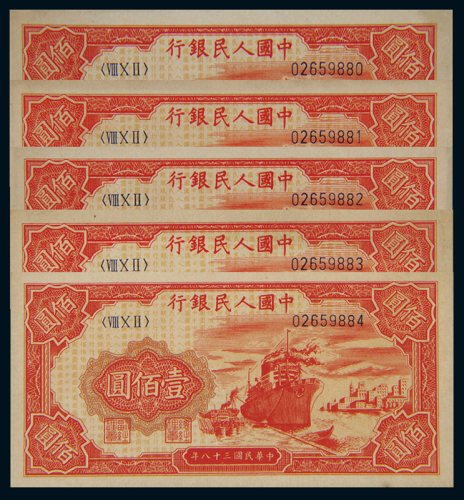 中國人民銀行
佰圓
佰圓
〈VIII X II〉 02659880
中國人民銀行
佰圓
佰圓
〈VIII X II〉 02659881
中國人民銀行
佰圓
佰圓
〈VIII X II〉 02659882
中國人民銀行
佰圓
佰圓
〈VIII X II〉 02659883
中國人民銀行
佰圓
佰圓
〈VIII X II〉 02659884
壹佰圓
佰圓
佰圓
中華民國三十八年